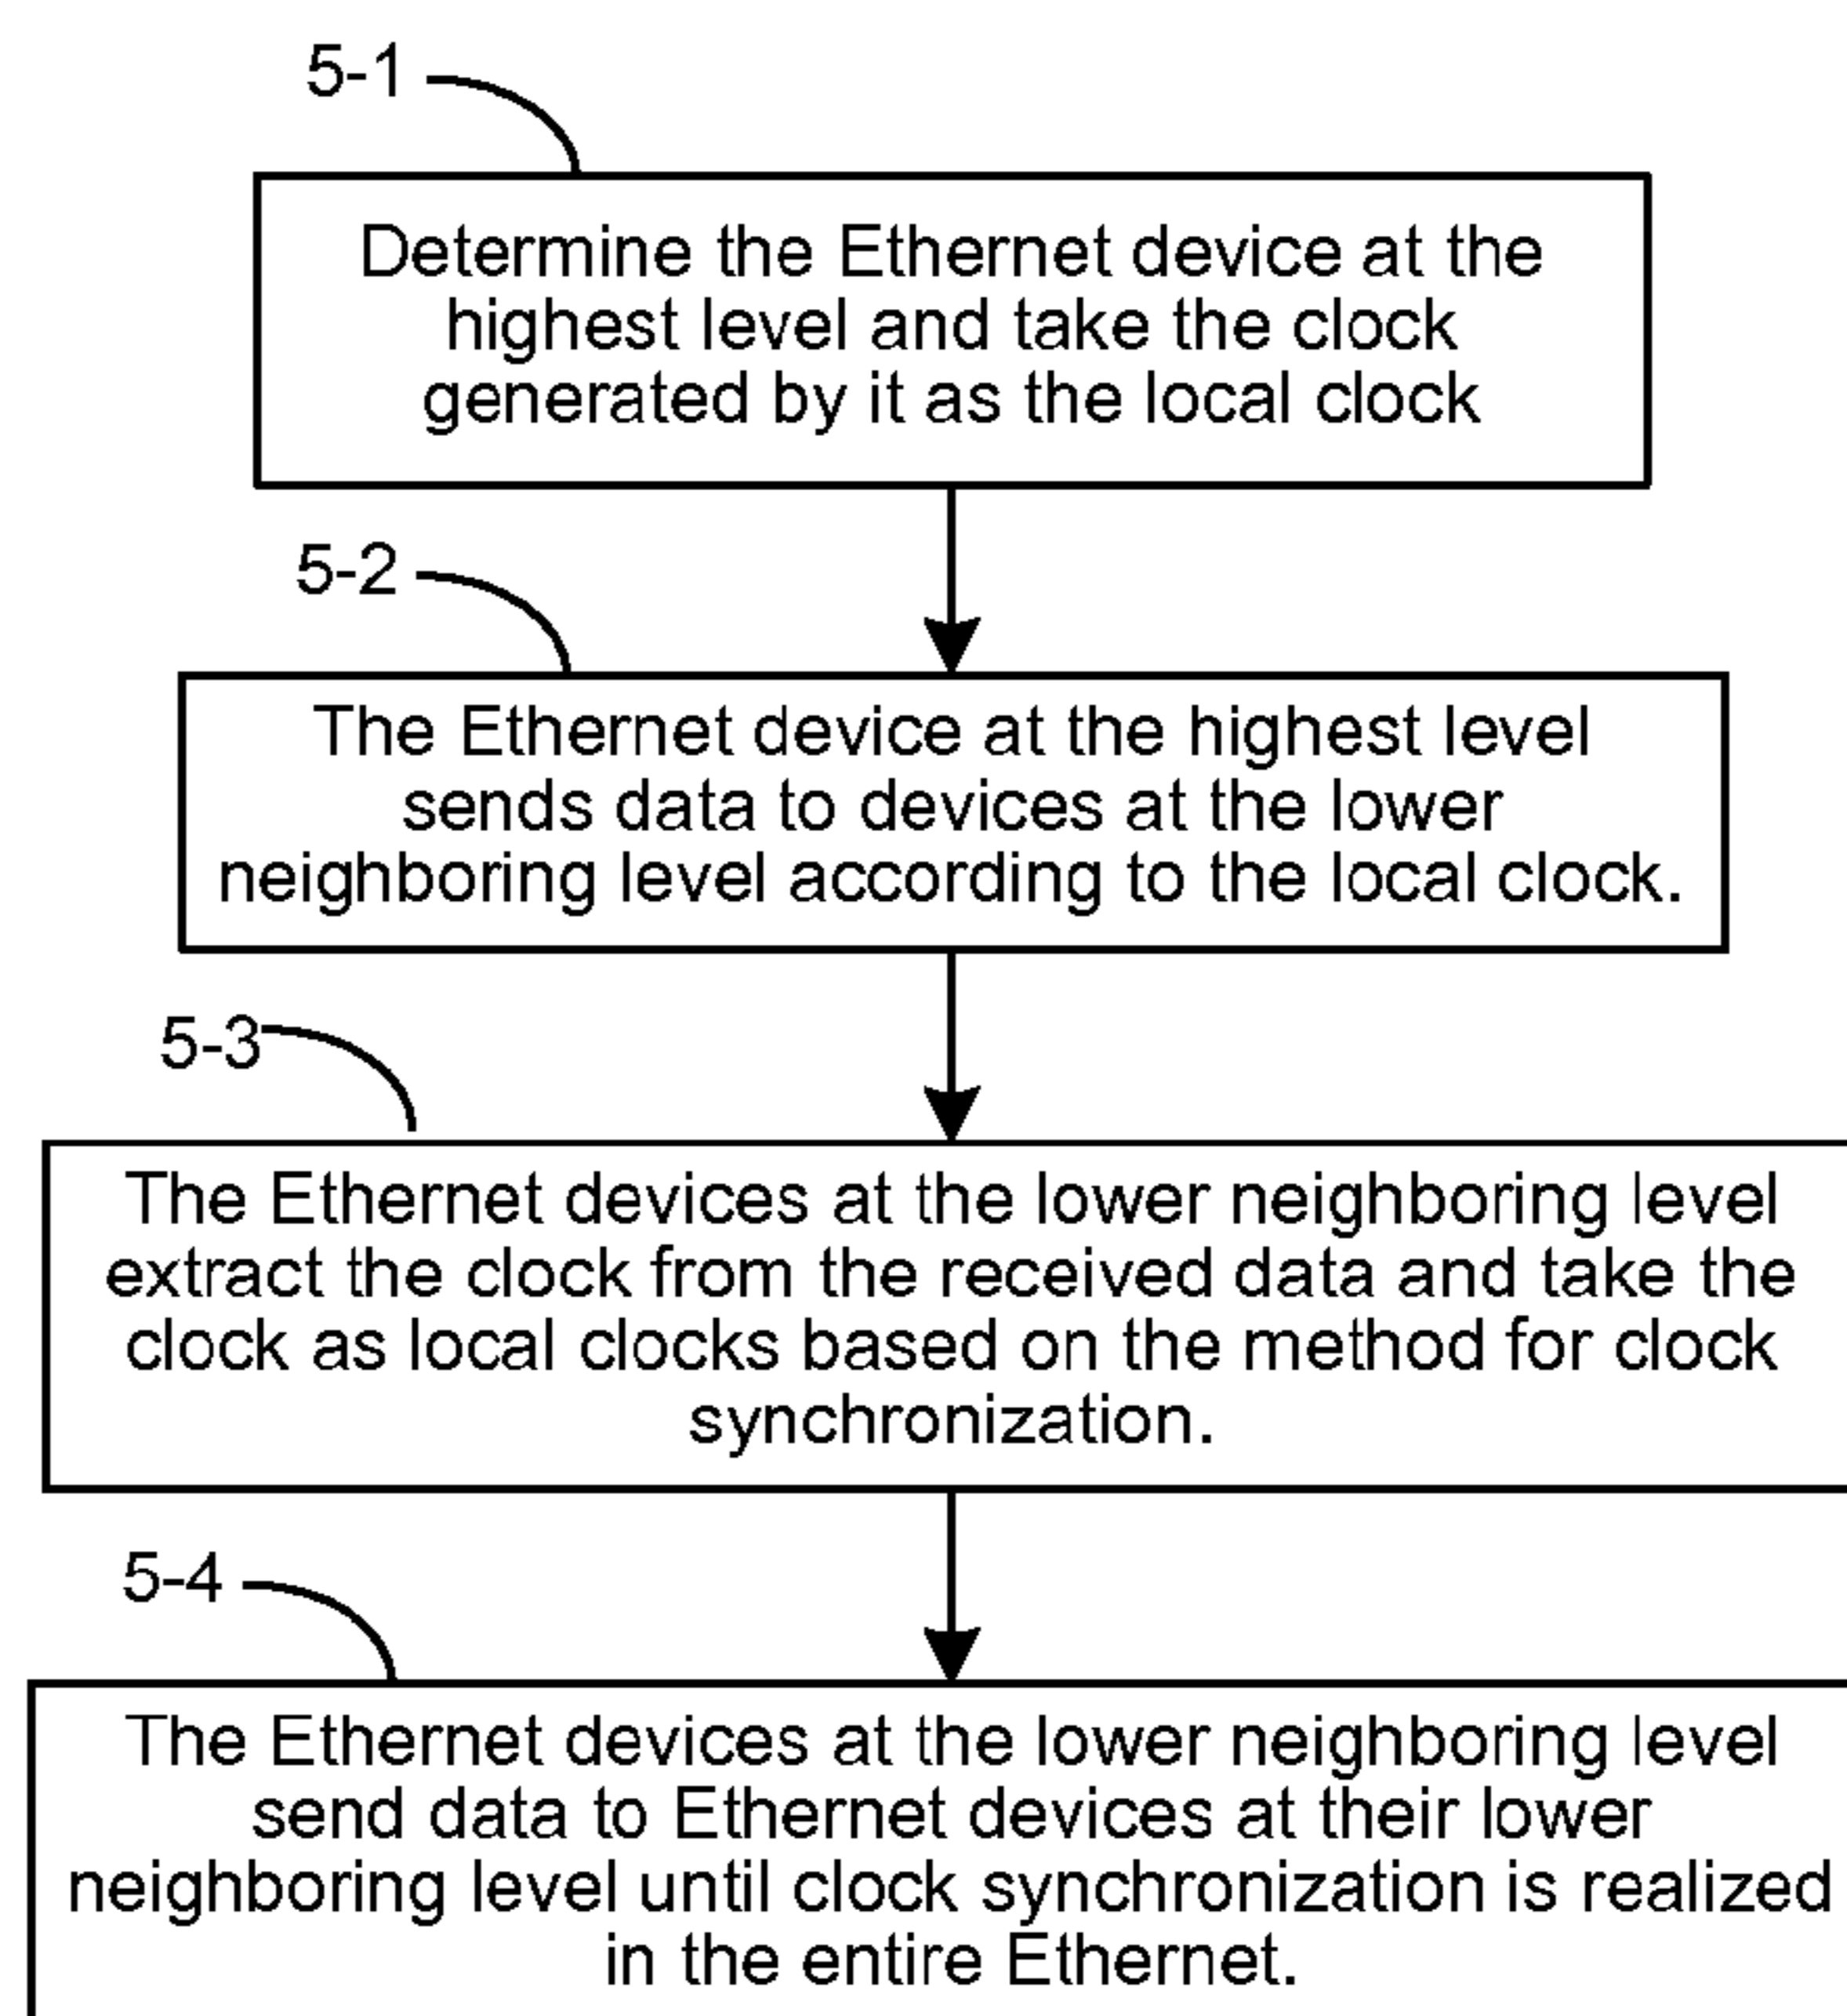 5-1
Determine the Ethernet device at the
highest level and take the clock
generated by it as the local clock
5-2
The Ethernet device at the highest level
sends data to devices at the lower
neighboring level according to the local clock.
5-3
The Ethernet devices at the lower neighboring level
extract the clock from the received data and take the
clock as local clocks based on the method for clock
synchronization.
5-4
The Ethernet devices at the lower neighboring level
send data to Ethernet devices at their lower
neighboring level until clock synchronization is realized
in the entire Ethernet.